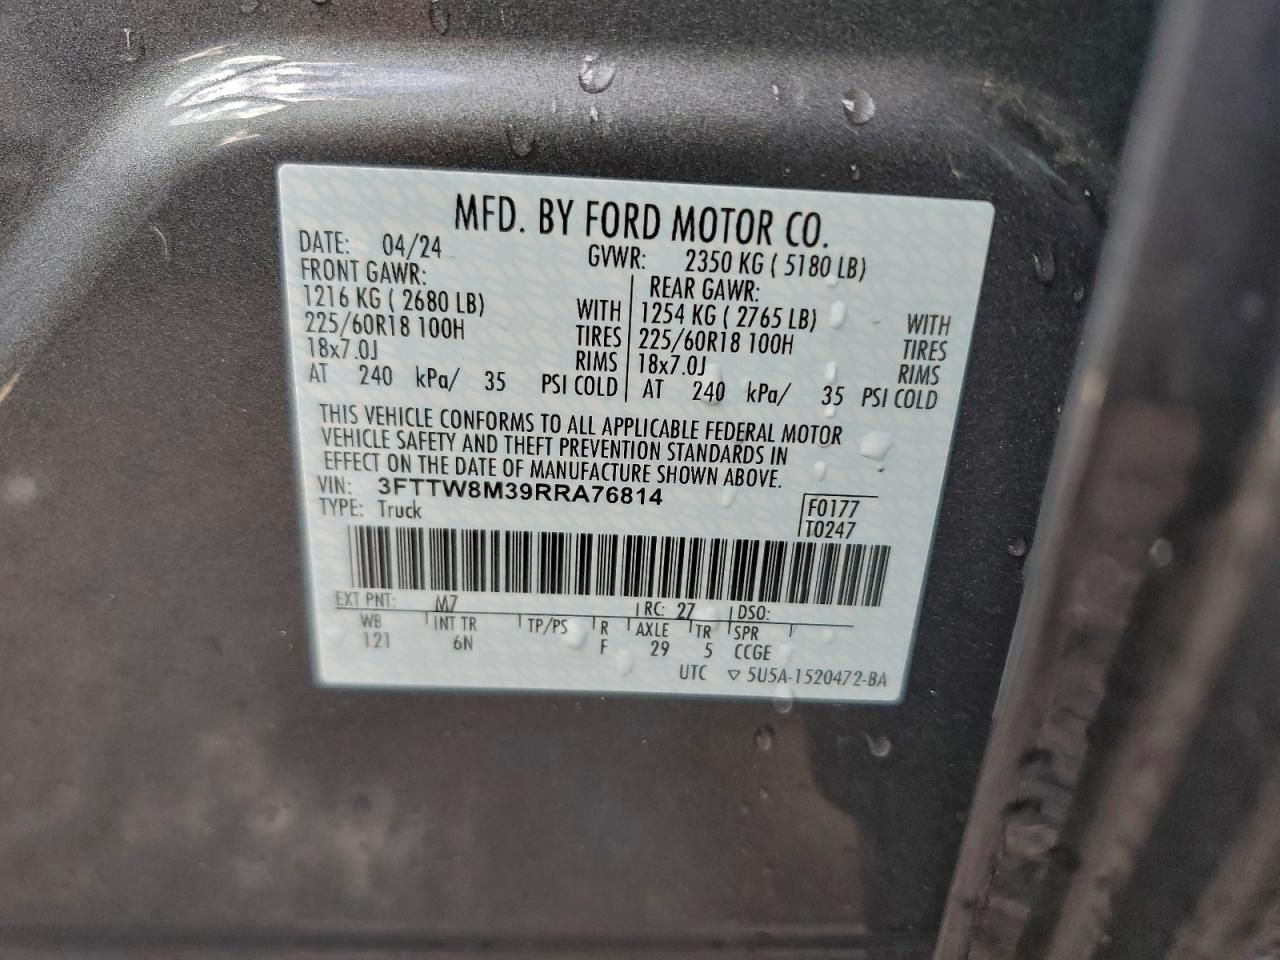 MFD. BY FORD MOTOR CO.
DATE: 04/24 GVWR: 2350 KG ( 5180 LB)
FRONT GAWR: REAR GAWR:
1216 KG ( 2680 LB) WITH 1254 KG ( 2765 LB) WITH
225/60R18 100H TIRES 225/60R18 100H TIRES
18x7.0J RIMS 18x7.0J RIMS
AT 240 kPa/ 35 PSI COLD AT 240 kPa/ 35 PSI COLD
THIS VEHICLE CONFORMS TO ALL APPLICABLE FEDERAL MOTOR
VEHICLE SAFETY AND THEFT PREVENTION STANDARDS IN
EFFECT ON THE DATE OF MANUFACTURE SHOWN ABOVE.
VIN: 3FTTW8M39RRA76814
TYPE: Truck
F0177
T0247
EXT PNT: M7 RC: 27 DSO:
WB INT TR TP/PS R AXLE TR SPR
121 6N F 29 5 CCGE
UTC ▽ 5U5A-1520472-BA